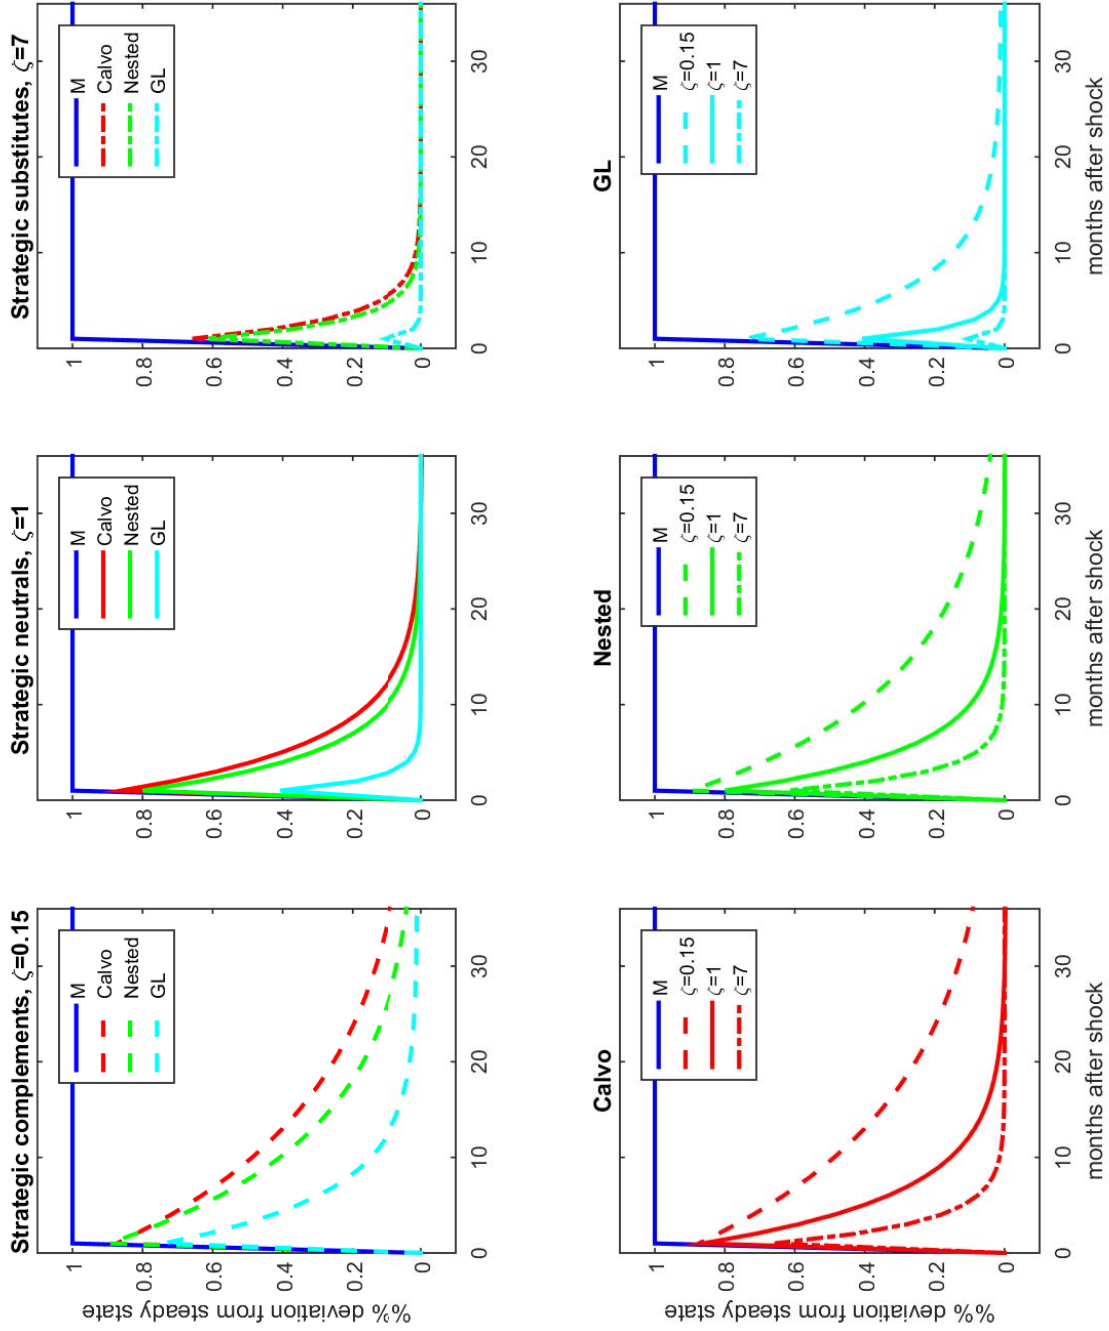 Strategic complements, ζ=0.15
%% deviation from steady state
1
0.8
0.6
0.4
0.2
0
0
10
20
30
M
Calvo
Nested
GL
Strategic neutrals, ζ=1
1
0.8
0.6
0.4
0.2
0
0
10
20
30
M
Calvo
Nested
GL
Strategic substitutes, ζ=7
1
0.8
0.6
0.4
0.2
0
0
10
20
30
M
Calvo
Nested
GL
Calvo
%% deviation from steady state
1
0.8
0.6
0.4
0.2
0
0
10
20
30
months after shock
M
ζ=0.15
ζ=1
ζ=7
Nested
1
0.8
0.6
0.4
0.2
0
0
10
20
30
months after shock
M
ζ=0.15
ζ=1
ζ=7
GL
1
0.8
0.6
0.4
0.2
0
0
10
20
30
months after shock
M
ζ=0.15
ζ=1
ζ=7